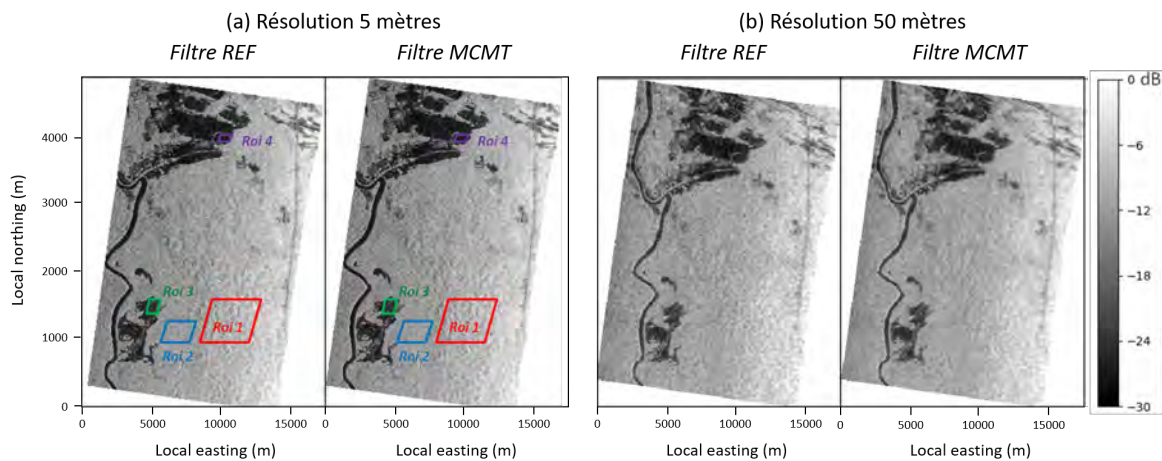 (a) Résolution 5 mètres
(b) Résolution 50 mètres
Filtre REF
Filtre MCMT
Filtre REF
Filtre MCMT
Local northing (m)
4000
3000
2000
1000
0
Roi 4
Roi 3
Roi 1
Roi 2
Roi 4
Roi 3
Roi 1
Roi 2
0 dB
−6
−12
−18
−24
−30
0 5000 10000 15000
0 5000 10000 15000
0 5000 10000 15000
0 5000 10000 15000
Local easting (m)
Local easting (m)
Local easting (m)
Local easting (m)